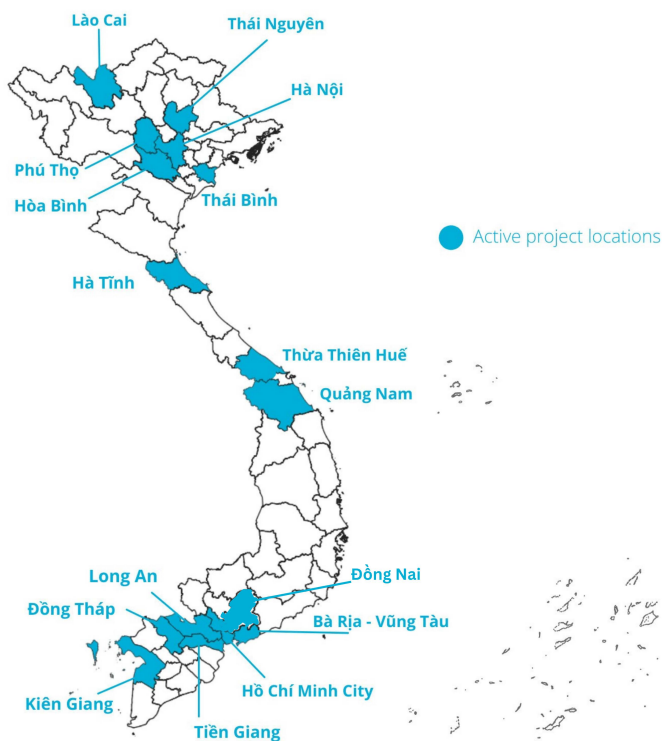 Lào Cai
Thái Nguyên
Hà Nội
Phú Thọ
Hòa Bình
Thái Bình
Active project locations
Hà Tĩnh
Thừa Thiên Huế
Quảng Nam
Long An
Đồng Nai
Đồng Tháp
Bà Rịa - Vũng Tàu
Hồ Chí Minh City
Kiên Giang
Tiền Giang